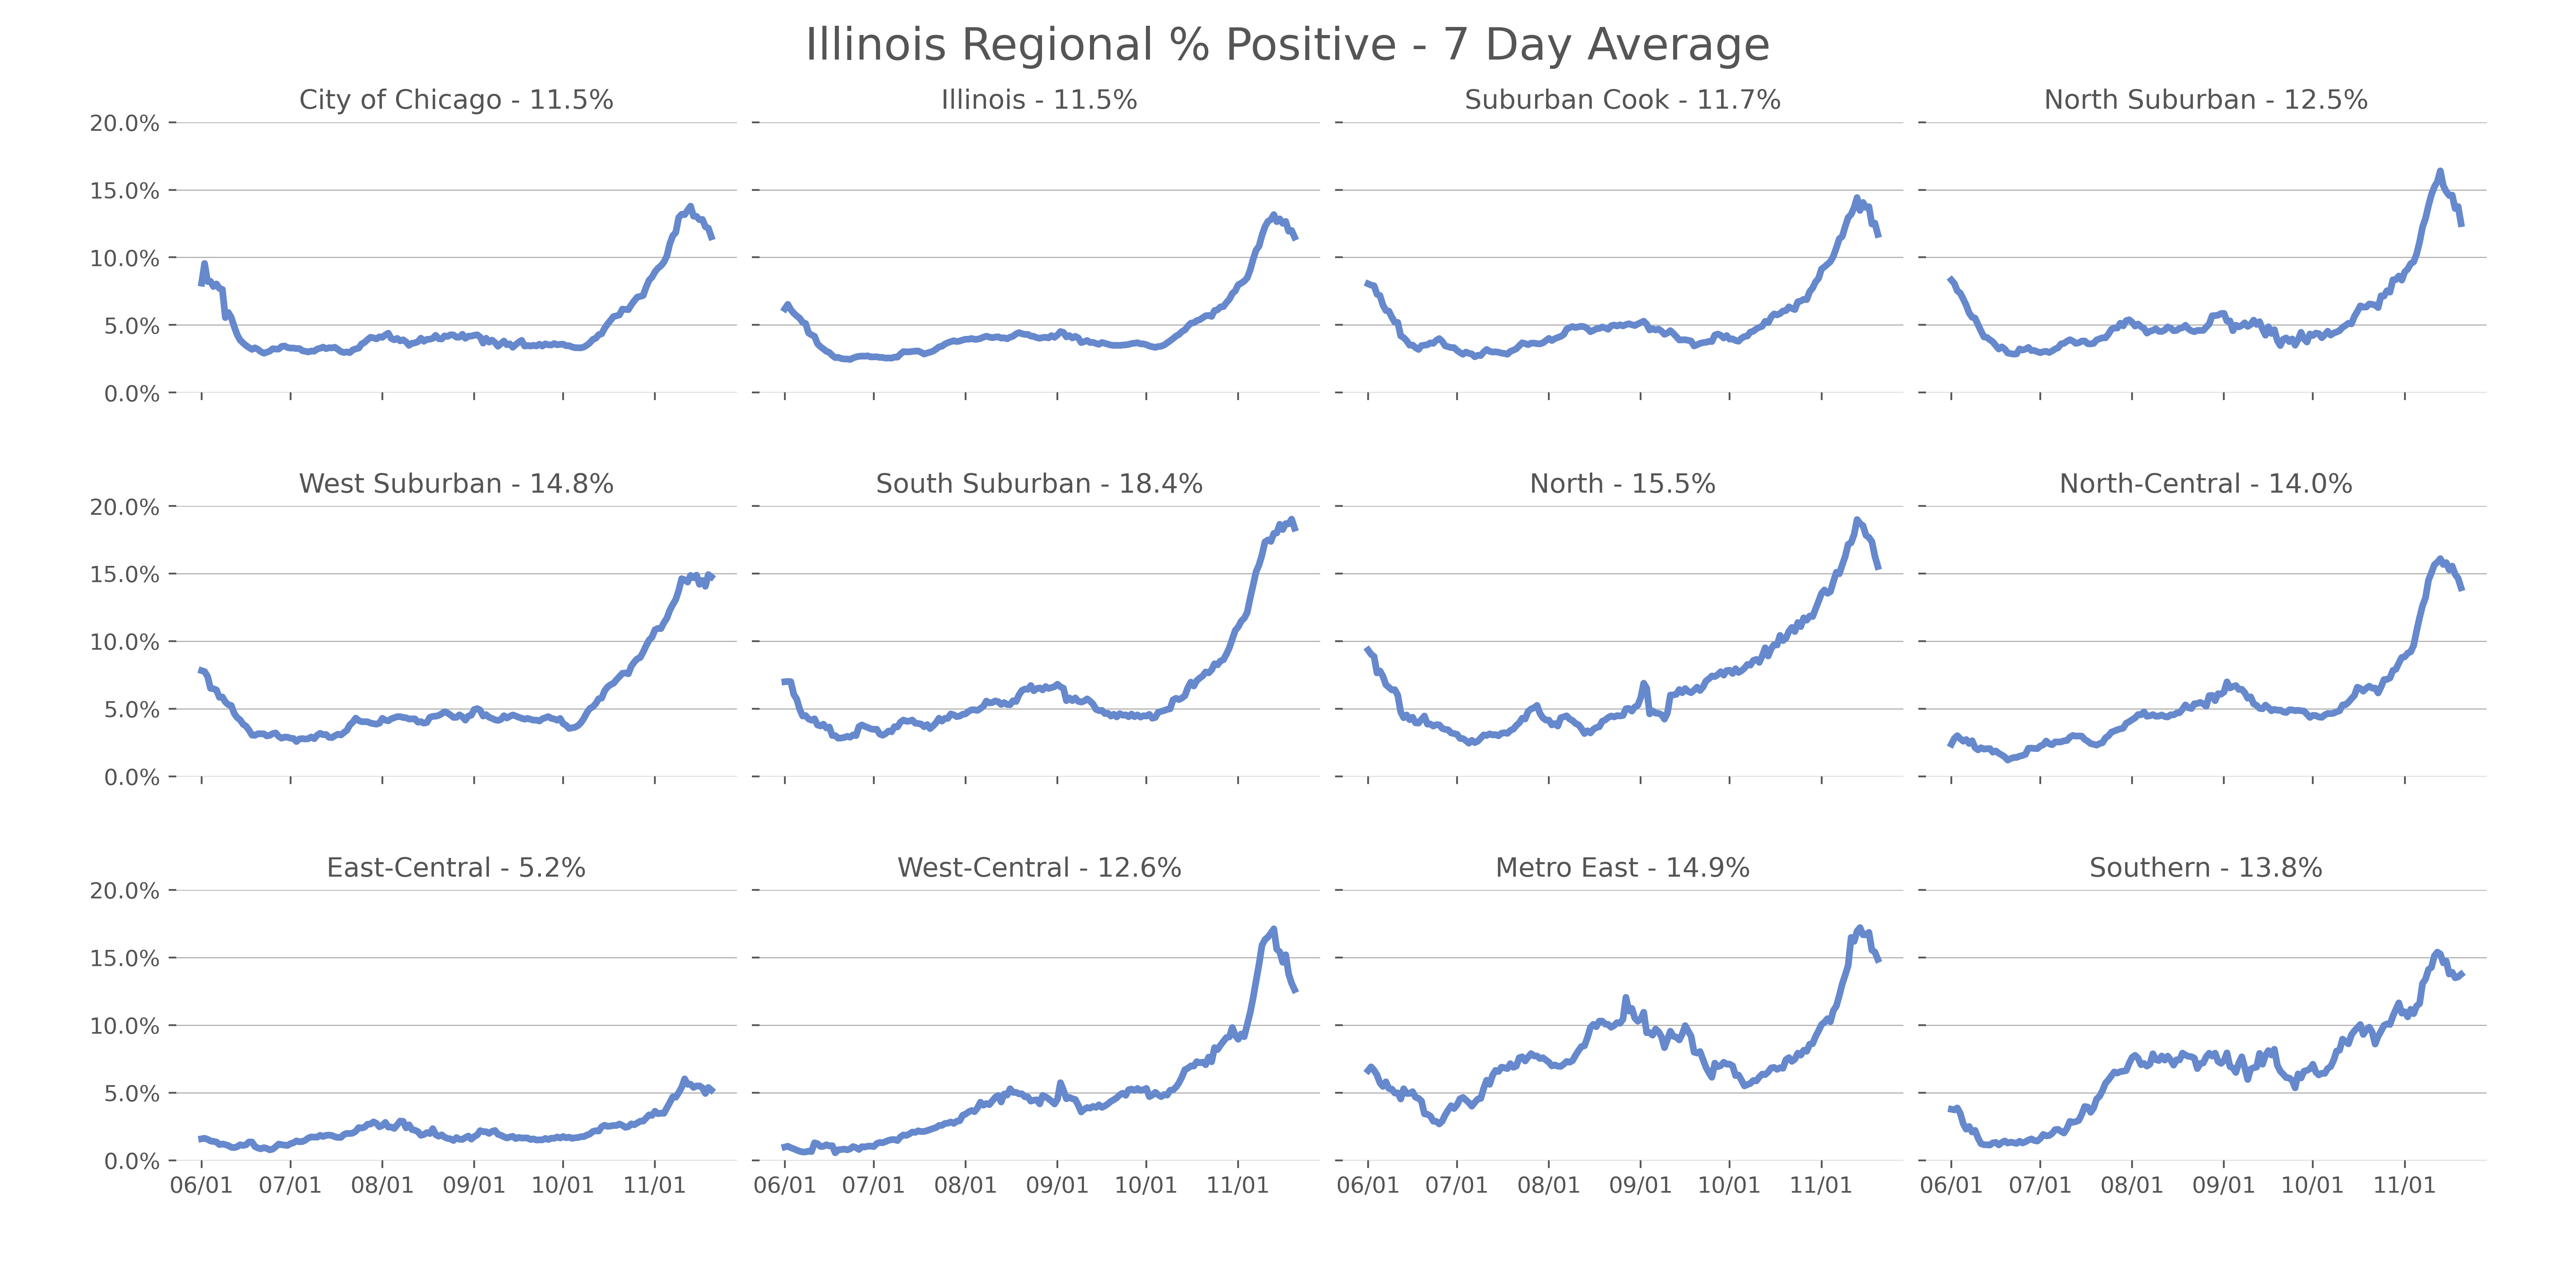 Illinois Regional % Positive - 7 Day Average
City of Chicago - 11.5%
Illinois - 11.5%
Suburban Cook - 11.7%
North Suburban - 12.5%
20.0%
15.0%
10.0%
5.0%
0.0%
West Suburban - 14.8%
South Suburban - 18.4%
North - 15.5%
North-Central - 14.0%
20.0%
15.0%
10.0%
5.0%
0.0%
East-Central - 5.2%
West-Central - 12.6%
Metro East - 14.9%
Southern - 13.8%
20.0%
15.0%
10.0%
5.0%
0.0%
06/01 07/01 08/01 09/01 10/01 11/01
06/01 07/01 08/01 09/01 10/01 11/01
06/01 07/01 08/01 09/01 10/01 11/01
06/01 07/01 08/01 09/01 10/01 11/01